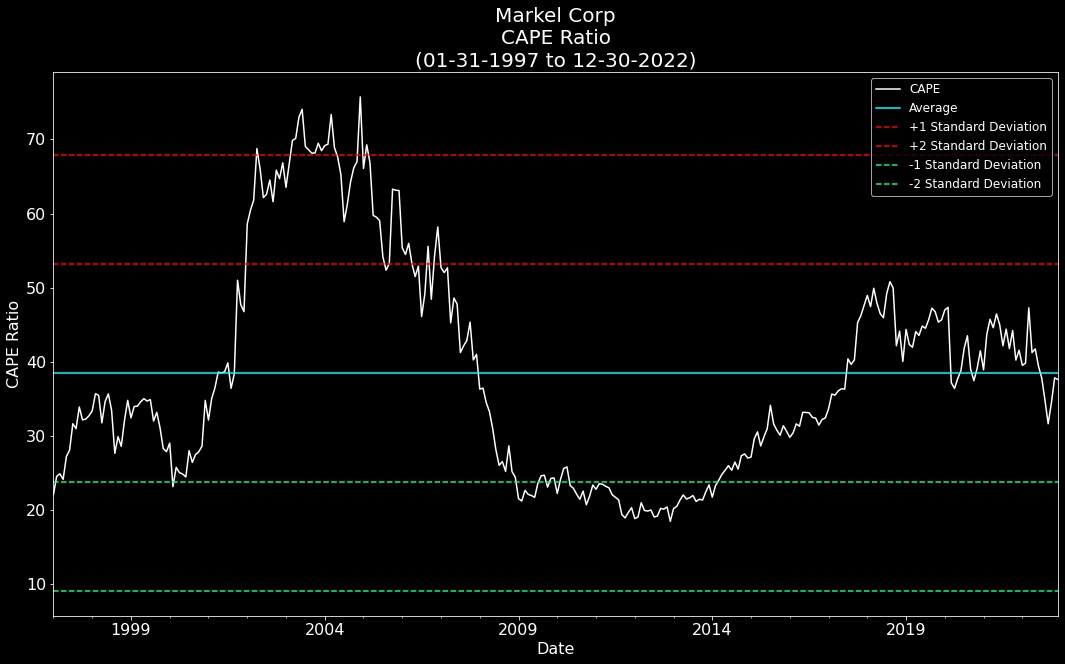 Markel Corp
CAPE Ratio
(01-31-1997 to 12-30-2022)
CAPE
Average
+1 Standard Deviation
+2 Standard Deviation
-1 Standard Deviation
-2 Standard Deviation
CAPE Ratio
70
60
50
40
30
20
10
1999 2004 2009 2014 2019
Date